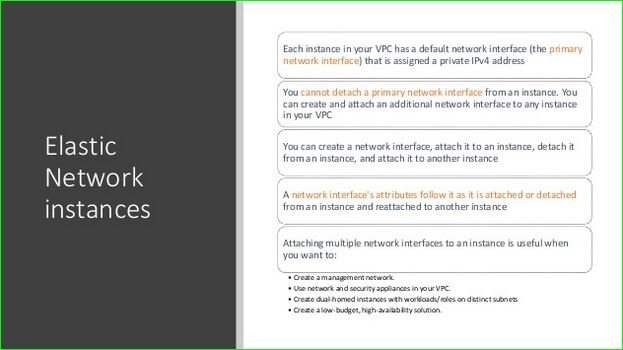 Elastic
Network
instances
Each instance in your VPC has a default network interface (the primary
network interface) that is assigned a private IPv4 address
You cannot detach a primary network interface from an instance. You
can create and attach an additional network interface to any instance
in your VPC
You can create a network interface, attach it to an instance, detach it
from an instance, and attach it to another instance
A network interface's attributes follow it as it is attached or detached
from an instance and reattached to another instance
Attaching multiple network interfaces to an instance is useful when
you want to:
• Create a management network.
• Use network and security appliances in your VPC.
• Create dual-homed instances with workloads/roles on distinct subnets
• Create a low-budget, high-availability solution.